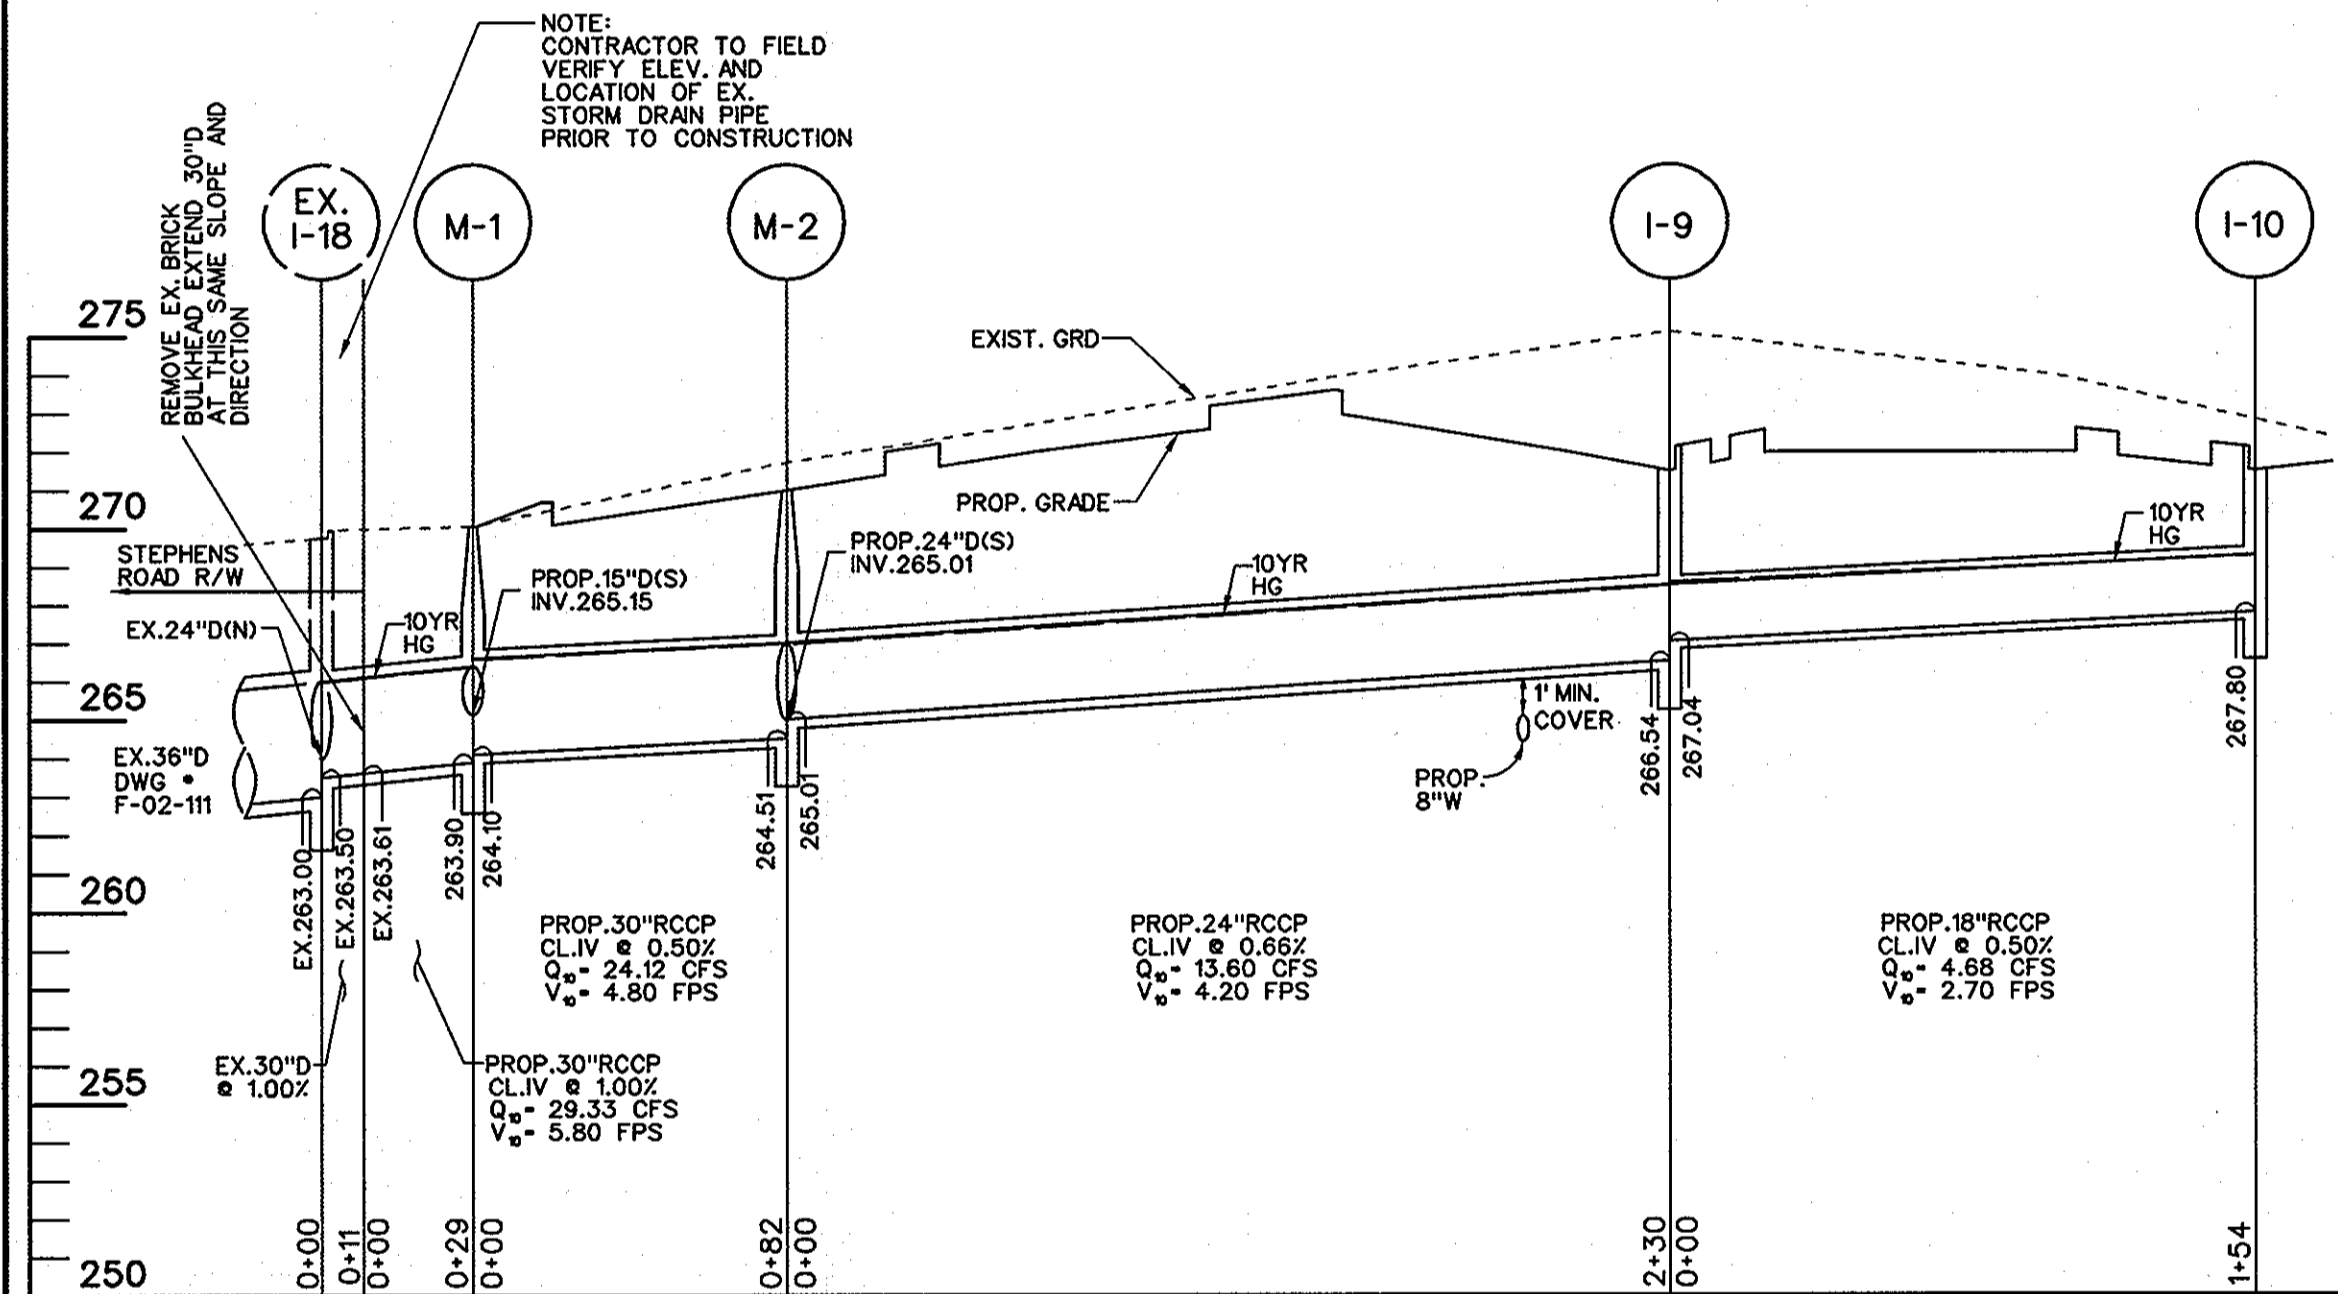 NOTE:
CONTRACTOR TO FIELD
VERIFY ELEV. AND
LOCATION OF EX.
STORM DRAIN PIPE
PRIOR TO CONSTRUCTION
REMOVE EX. BRICK
BULKHEAD EXTEND 30"D
AT THIS SAME SLOPE AND
DIRECTION
EX.
I-18
M-1
M-2
I-9
I-10
275
270
265
260
255
250
EXIST. GRD
PROP. GRADE
STEPHENS
ROAD R/W
EX.24"D(N)
10YR
HG
PROP.15"D(S)
INV.265.15
PROP.24"D(S)
INV.265.01
10YR
HG
10YR
HG
EX.36"D
DWG •
F-02-111
1' MIN.
COVER
PROP.
8"W
EX.263.00
EX.263.50
EX.263.61
263.90
264.10
264.51
265.01
266.54
267.04
267.80
PROP.30"RCCP
CL.IV @ 0.50%
Q10= 24.12 CFS
V10= 4.80 FPS
PROP.24"RCCP
CL.IV @ 0.66%
Q10= 13.60 CFS
V10= 4.20 FPS
PROP.18"RCCP
CL.IV @ 0.50%
Q10= 4.68 CFS
V10= 2.70 FPS
EX.30"D
@ 1.00%
PROP.30"RCCP
CL.IV @ 1.00%
Q10= 29.33 CFS
V10= 5.80 FPS
0+00
0+11
0+00
0+29
0+00
0+82
0+00
2+30
0+00
1+54